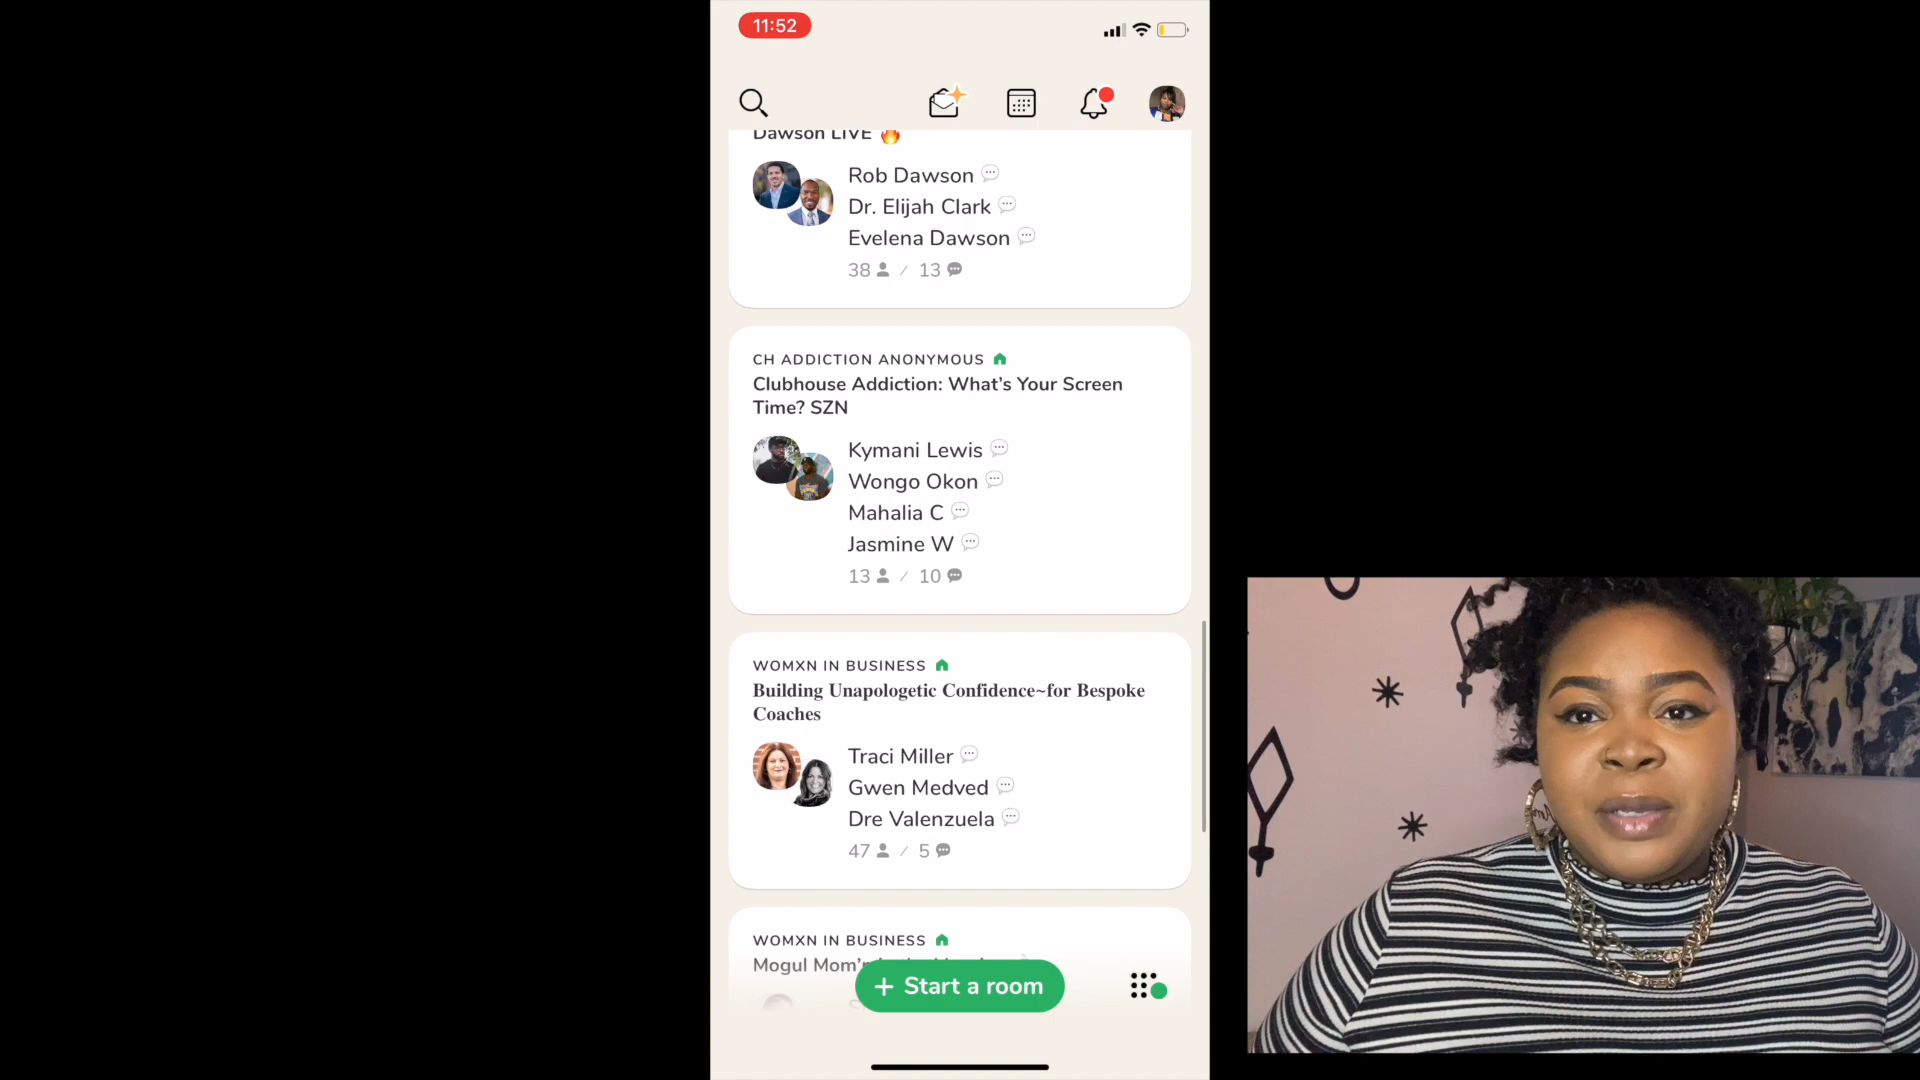 11:52
Dawson LIVE 🔥
Rob Dawson
Dr. Elijah Clark
Evelena Dawson
38 / 13
CH ADDICTION ANONYMOUS
Clubhouse Addiction: What's Your Screen
Time? SZN
Kymani Lewis
Wongo Okon
Mahalia C
Jasmine W
13 / 10
WOMXN IN BUSINESS
Building Unapologetic Confidence~for Bespoke
Coaches
Traci Miller
Gwen Medved
Dre Valenzuela
47 / 5
WOMXN IN BUSINESS
Mogul Mom'
+ Start a room